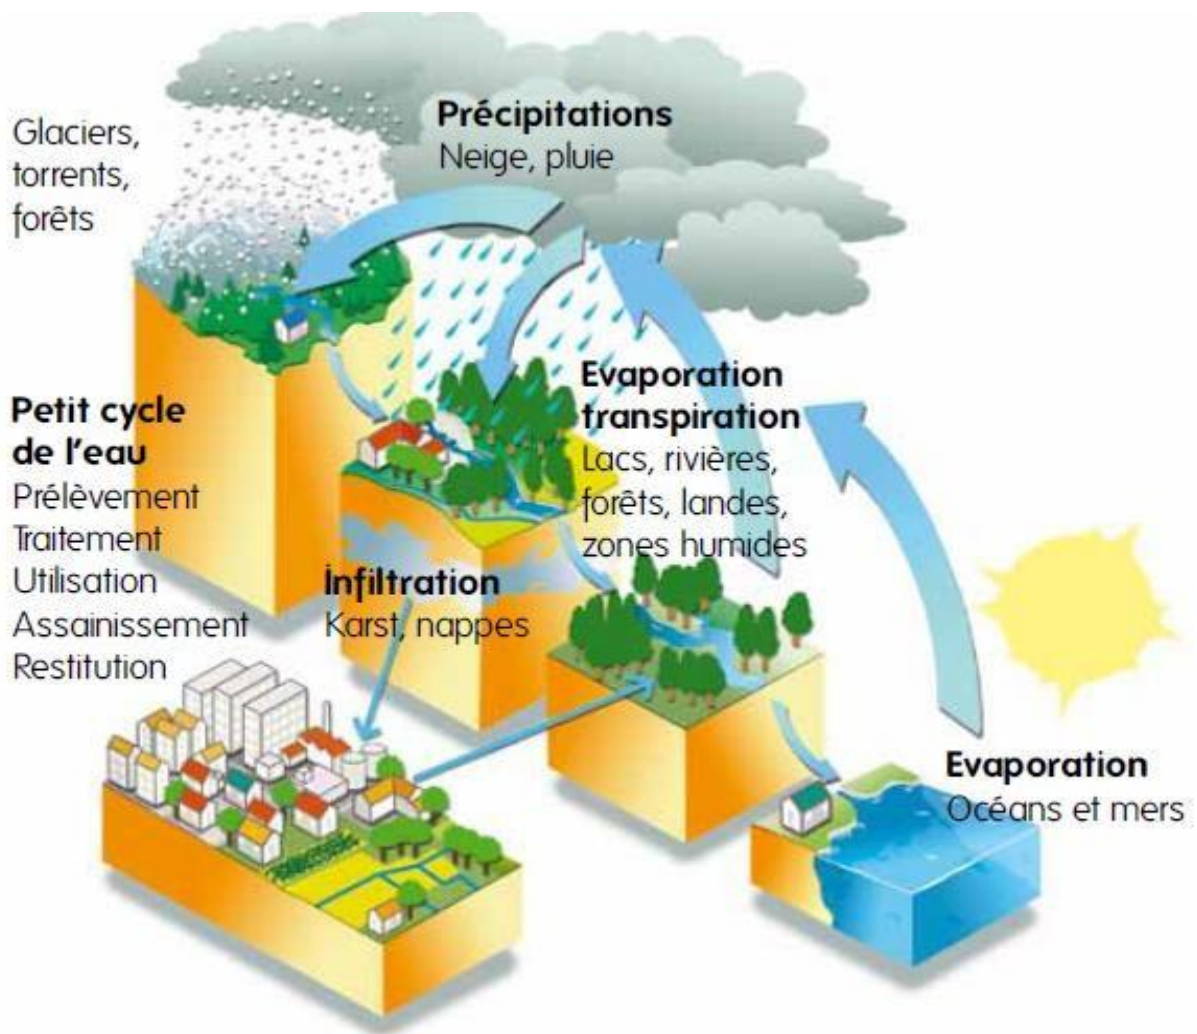 Glaciers,
torrents,
forêts
Précipitations
Neige, pluie
Evaporation
transpiration
Lacs, rivières,
forêts, landes,
zones humides
Petit cycle
de l'eau
Prélèvement
Traitement
Utilisation
Assainissement
Restitution
Infiltration
Karst, nappes
Evaporation
Océans et mers